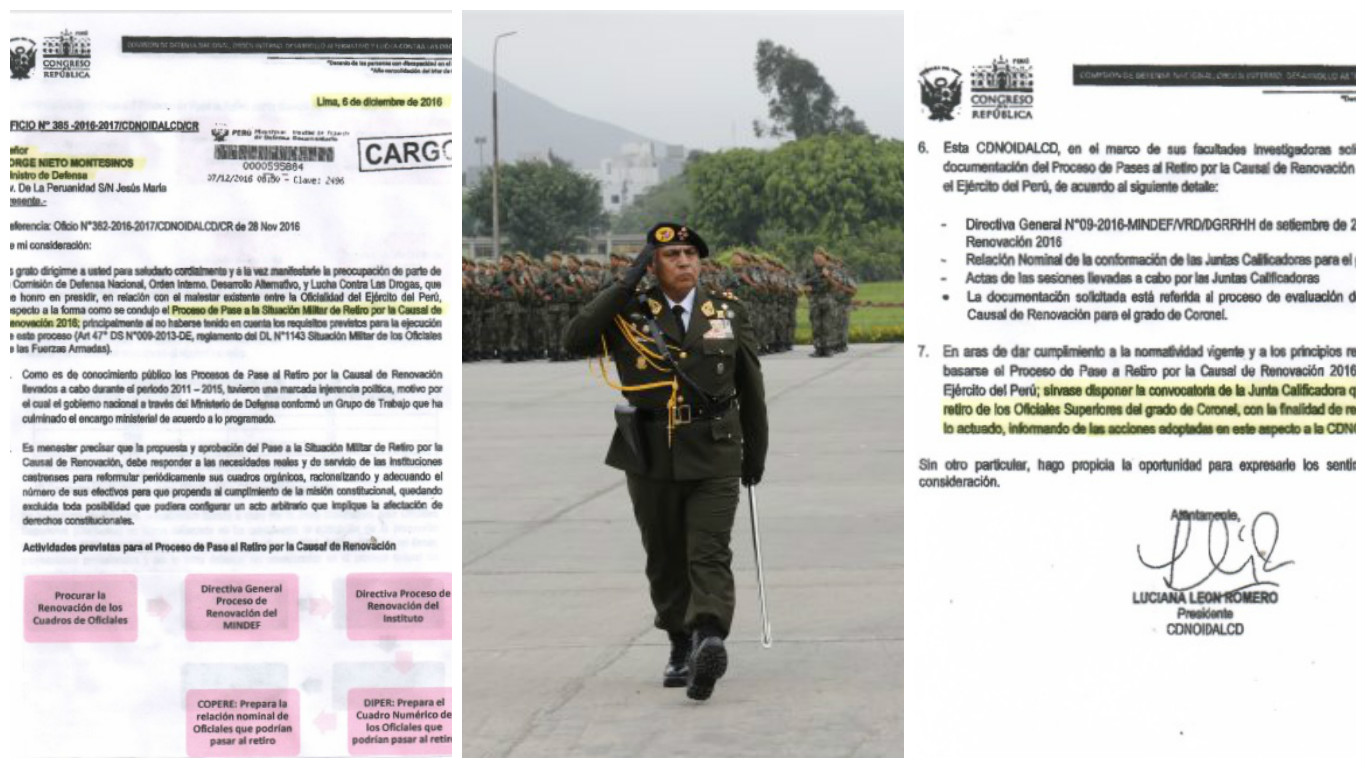 PERÚ
CONGRESO
REPÚBLICA
COMISIÓN DE DEFENSA NACIONAL, ORDEN INTERNO, DESARROLLO ALTERNATIVO Y LUCHA CONTRA LAS
"Decenio de las personas con discapacidad en el
"Año consolidación del Mar de
Lima, 6 de diciembre de 2016
FICIO N° 385 -2016-2017/CDNOIDALCD/CR
PERÚ Ministerio de Defensa
0000595884
07/12/2016 08:30 - Clave: 2496
CARGO
eñor
ORGE NIETO MONTESINOS
inistro de Defensa
v. De La Peruanidad S/N Jesús María
resente.-
eferencia: Oficio N°362-2016-2017/CDNOIDALCD/CR de 28 Nov 2016
e mi consideración:
s grato dirigirme a usted para saludarlo cordialmente y a la vez manifestarle la preocupación de parte de
Comisión de Defensa Nacional, Orden Interno. Desarrollo Alternativo, y Lucha Contra Las Drogas, que
e honro en presidir, en relación con el malestar existente entre la Oficialidad del Ejército del Perú,
especto a la forma como se condujo el Proceso de Pase a la Situación Militar de Retiro por la Causal de
enovación 2016; principalmente al no haberse tenido en cuenta los requisitos previstos para la ejecución
e este proceso (Art 47° DS N°009-2013-DE, reglamento del DL N°1143 Situación Militar de los Oficiales
e las Fuerzas Armadas).
Como es de conocimiento público los Procesos de Pase al Retiro por la Causal de Renovación
llevados a cabo durante el periodo 2011 – 2015, tuvieron una marcada injerencia política, motivo por
el cual el gobierno nacional a través del Ministerio de Defensa conformó un Grupo de Trabajo que ha
culminado el encargo ministerial de acuerdo a lo programado.
Es menester precisar que la propuesta y aprobación del Pase a la Situación Militar de Retiro por la
Causal de Renovación, debe responder a las necesidades reales y de servicio de las instituciones
castrenses para reformular periódicamente sus cuadros orgánicos, racionalizando y adecuando el
número de sus efectivos para que propenda al cumplimiento de la misión constitucional, quedando
excluida toda posibilidad que pudiera configurar un acto arbitrario que implique la afectación de
derechos constitucionales.
Actividades previstas para el Proceso de Pase al Retiro por la Causal de Renovación
Procurar la
Renovación de los
Cuadros de Oficiales
Directiva General
Proceso de
Renovación del
MINDEF
Directiva Proceso de
Renovación del
Instituto
COPERE: Prepara la
relación nominal de
Oficiales que podrían
pasar al retiro
DIPER: Prepara el
Cuadro Numérico de
los Oficiales que
podrían pasar al retir
PERÚ
CONGRESO
REPÚBLICA
COMISIÓN DE DEFENSA NACIONAL, ORDEN INTERNO, DESARROLLO
6. Esta CDNOIDALCD, en el marco de sus facultades investigadoras soli
documentación del Proceso de Pases al Retiro por la Causal de Renovación
el Ejército del Perú, de acuerdo al siguiente detalle:
- Directiva General N°09-2016-MINDEF/VRD/DGRRHH de setiembre de 2
Renovación 2016
- Relación Nominal de la conformación de las Juntas Calificadoras para el
- Actas de las sesiones llevadas a cabo por las Juntas Calificadoras
• La documentación solicitada está referida al proceso de evaluación d
Causal de Renovación para el grado de Coronel.
7. En aras de dar cumplimiento a la normatividad vigente y a los principios re
basarse el Proceso de Pase a Retiro por la Causal de Renovación 2016
Ejército del Perú; sírvase disponer la convocatoria de la Junta Calificadora q
retiro de los Oficiales Superiores del grado de Coronel, con la finalidad de re
lo actuado, informando de las acciones adoptadas en este aspecto a la CDNO
Sin otro particular, hago propicia la oportunidad para expresarle los senti
consideración.
Atentamente,
LUCIANA LEON ROMERO
Presidente
CDNOIDALCD